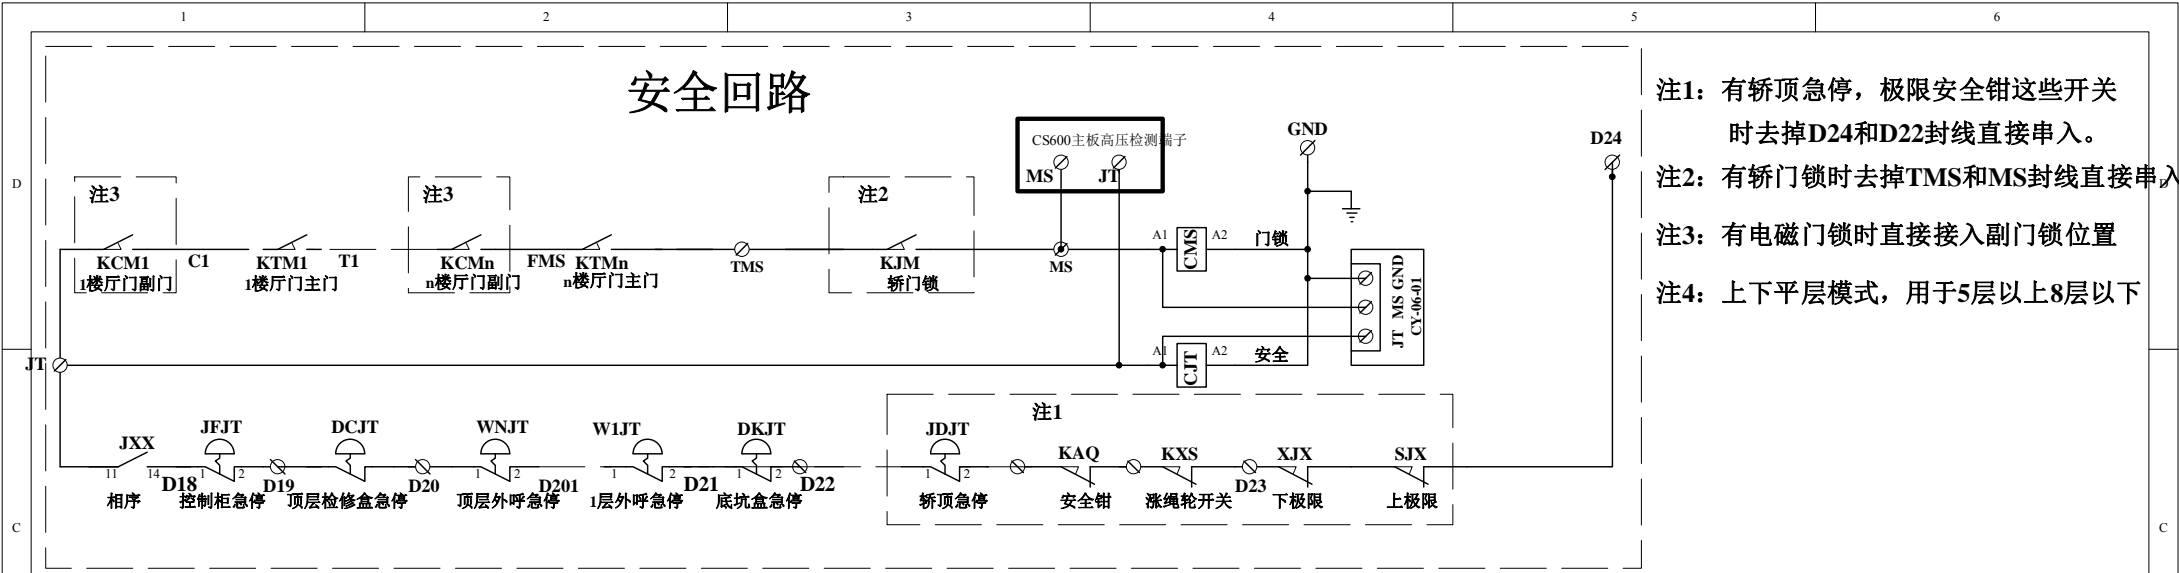 1 2 3 4 5 6
安全回路
注1：有轿顶急停，极限安全钳这些开关
时去掉D24和D22封线直接串入。
注2：有轿门锁时去掉TMS和MS封线直接串入
注3：有电磁门锁时直接接入副门锁位置
注4：上下平层模式，用于5层以上8层以下
CS600主板高压检测端子
MS JT
GND
D24
D D
注3 注3 注2
A1 CMS A2 门锁
KCM1 C1 KTM1 T1 KCMn FMS KTMn TMS KJM MS
1楼厅门副门 1楼厅门主门 n楼厅门副门 n楼厅门主门 轿门锁
JT MS GND
CY-06-01
JT
A1 CJT A2 安全
注1
JXX JFJT DCJT WNJT W1JT DKJT JDJT KAQ KXS XJX SJX
11 14 1 2 1 2 1 2 1 2 1 2
D18 D19 D20 D201 D21 D22 D23
相序 控制柜急停 顶层检修盒急停 顶层外呼急停 1层外呼急停 底坑盒急停 轿顶急停 安全钳 涨绳轮开关 下极限 上极限
C C